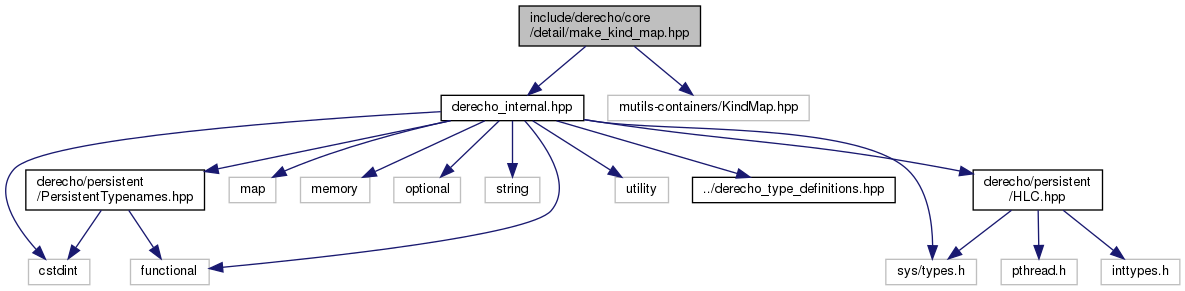 include/derecho/core
/detail/make_kind_map.hpp
derecho_internal.hpp
mutils-containers/KindMap.hpp
derecho/persistent
/PersistentTypenames.hpp
map
memory
optional
string
utility
../derecho_type_definitions.hpp
derecho/persistent
/HLC.hpp
cstdint
functional
sys/types.h
pthread.h
inttypes.h